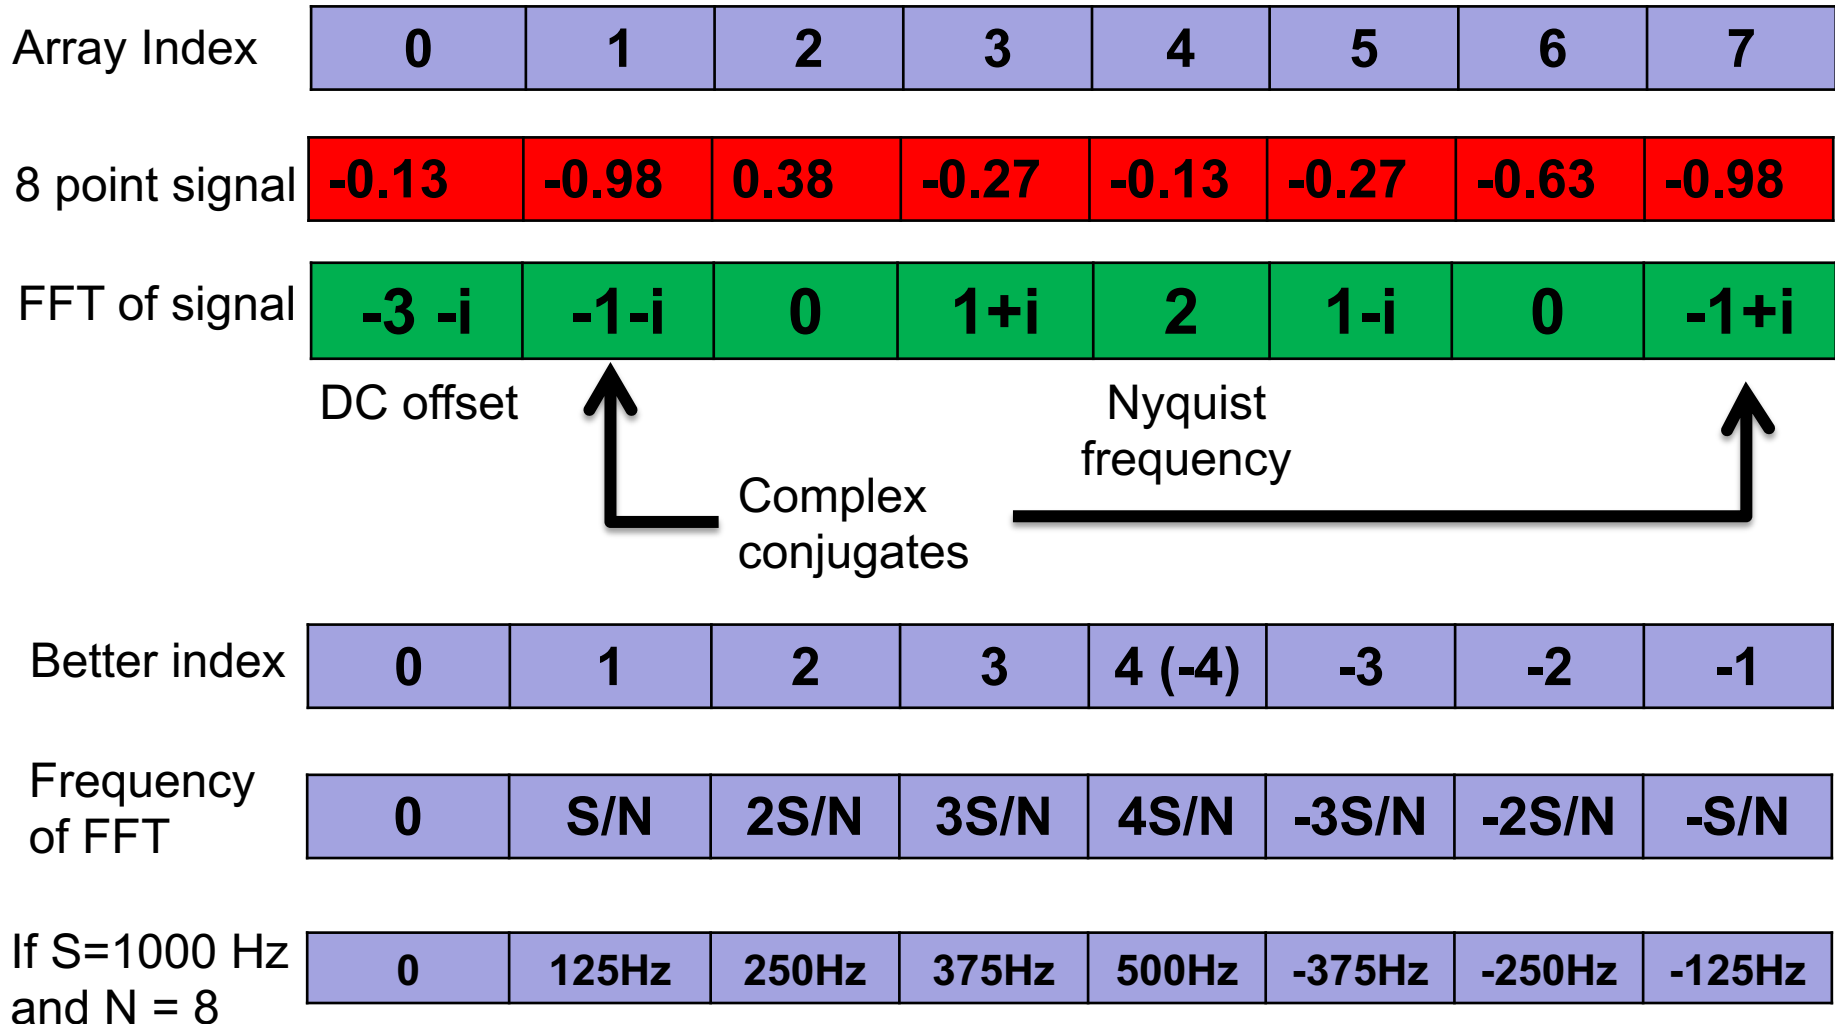 Array Index 0 1 2 3 4 5 6 7
8 point signal -0.13 -0.98 0.38 -0.27 -0.13 -0.27 -0.63 -0.98
FFT of signal -3 -i -1-i 0 1+i 2 1-i 0 -1+i
DC offset
Nyquist
frequency
Complex
conjugates
Better index 0 1 2 3 4 (-4) -3 -2 -1
Frequency
of FFT
0 S/N 2S/N 3S/N 4S/N -3S/N -2S/N -S/N
If S=1000 Hz
and N = 8
0 125Hz 250Hz 375Hz 500Hz -375Hz -250Hz -125Hz